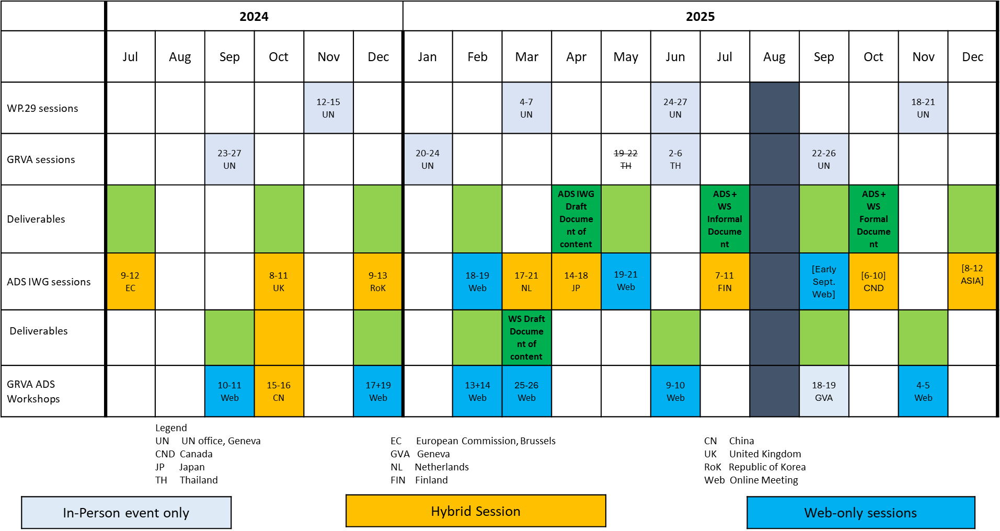 2024 2025
Jul Aug Sep Oct Nov Dec Jan Feb Mar Apr May Jun Jul Aug Sep Oct Nov Dec
WP.29 sessions
12-15
UN
4-7
UN
24-27
UN
18-21
UN
GRVA sessions
23-27
UN
20-24
UN
19-22
TH
2-6
TH
22-26
UN
Deliverables
ADS IWG
Draft
Docume
nt of
content
ADS +
WS
Informal
Docume
nt
ADS +
WS
Formal
Docume
nt
ADS IWG sessions
9-12
EC
8-11
UK
9-13
RoK
18-19
Web
17-21
NL
14-18
JP
19-21
Web
7-11
FIN
[Early
Sept.
Web]
[6-10]
CND
[8-12
ASIA]
Deliverables
WS Draft
Docume
nt of
content
GRVA ADS
Workshops
10-11
Web
15-16
CN
17+19
Web
13+14
Web
25-26
Web
9-10
Web
18-19
GVA
4-5
Web
Legend
UN UN office, Geneva
CND Canada
JP Japan
TH Thailand
EC European Commission, Brussels
GVA Geneva
NL Netherlands
FIN Finland
CN China
UK United Kingdom
RoK Republic of Korea
Web Online Meeting
In-Person event only
Hybrid Session
Web-only sessions